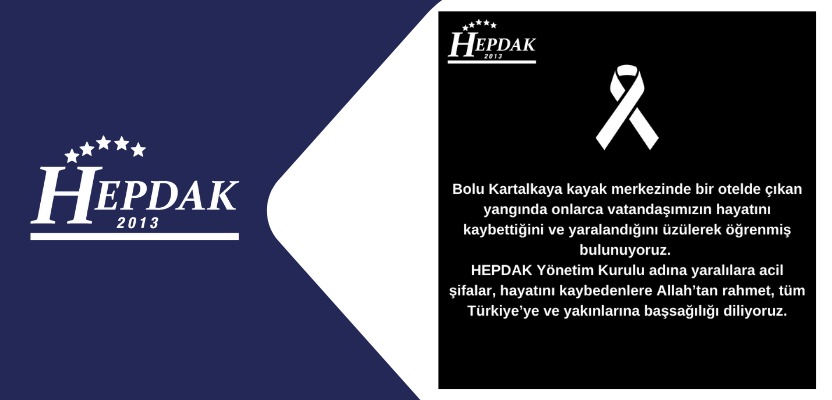 HEPDAK
2013
HEPDAK
2013
Bolu Kartalkaya kayak merkezinde bir otelde çıkan
yangında onlarca vatandaşımızın hayatını
kaybettiğini ve yaralandığını üzülerek öğrenmiş
bulunuyoruz.
HEPDAK Yönetim Kurulu adına yaralılara acil
şifalar, hayatını kaybedenlere Allah’tan rahmet, tüm
Türkiye’ye ve yakınlarına başsağılığı diliyoruz.